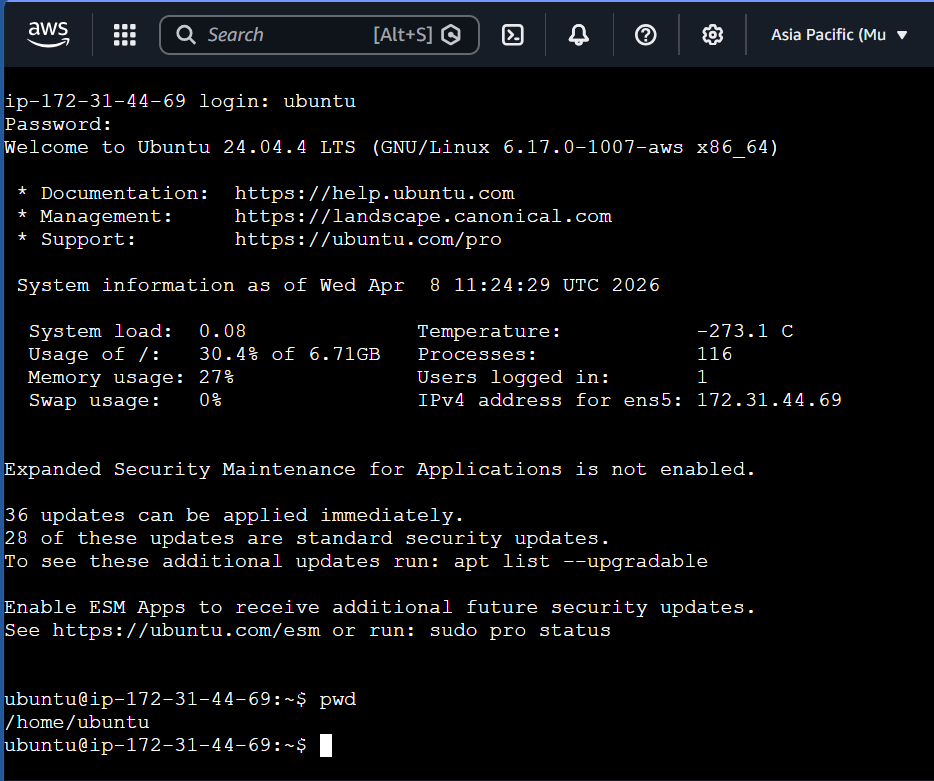 aws
Search [Alt+S]
Asia Pacific (Mu
ip-172-31-44-69 login: ubuntu
Password:
Welcome to Ubuntu 24.04.4 LTS (GNU/Linux 6.17.0-1007-aws x86_64)
* Documentation: https://help.ubuntu.com
* Management: https://landscape.canonical.com
* Support: https://ubuntu.com/pro
System information as of Wed Apr 8 11:24:29 UTC 2026
System load: 0.08 Temperature: -273.1 C
Usage of /: 30.4% of 6.71GB Processes: 116
Memory usage: 27% Users logged in: 1
Swap usage: 0% IPv4 address for ens5: 172.31.44.69
Expanded Security Maintenance for Applications is not enabled.
36 updates can be applied immediately.
28 of these updates are standard security updates.
To see these additional updates run: apt list --upgradable
Enable ESM Apps to receive additional future security updates.
See https://ubuntu.com/esm or run: sudo pro status
ubuntu@ip-172-31-44-69:~$ pwd
/home/ubuntu
ubuntu@ip-172-31-44-69:~$